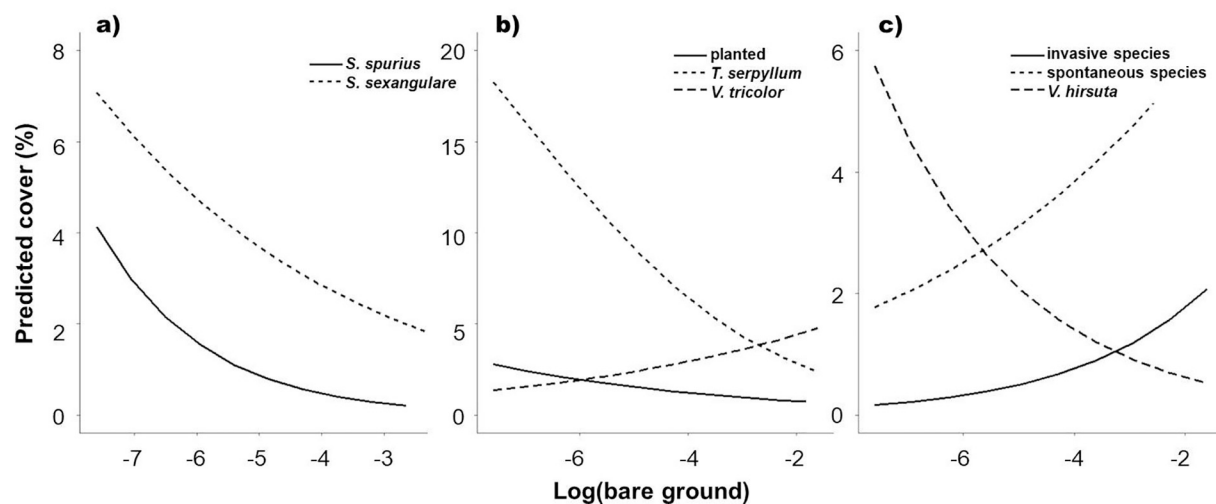 a)
S. spurius
S. sexangulare
8
6
4
2
0
-7
-6
-5
-4
-3
b)
planted
T. serpyllum
V. tricolor
20
15
10
5
0
-6
-4
-2
c)
invasive species
spontaneous species
V. hirsuta
6
4
2
0
-6
-4
-2
Predicted cover (%)
Log(bare ground)